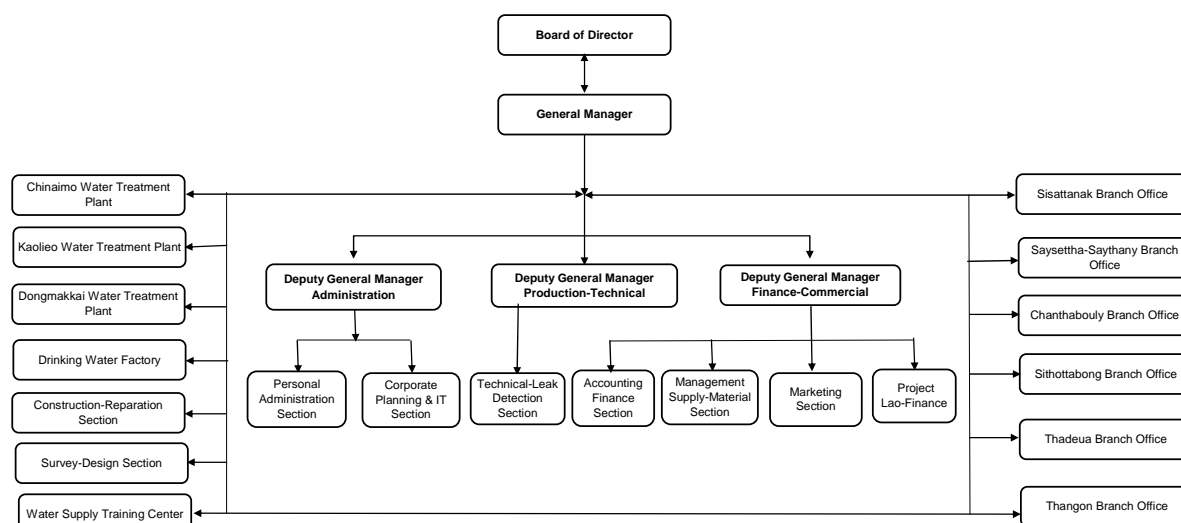 Board of Director
General Manager
Chinaimo Water Treatment
Plant
Kaolieo Water Treatment Plant
Dongmakkai Water Treatment
Plant
Drinking Water Factory
Construction-Reparation
Section
Survey-Design Section
Water Supply Training Center
Deputy General Manager
Administration
Deputy General Manager
Production-Technical
Deputy General Manager
Finance-Commercial
Personal
Administration
Section
Corporate
Planning & IT
Section
Technical-Leak
Detection
Section
Accounting
Finance
Section
Management
Supply-Material
Section
Marketing
Section
Project
Lao-Finance
Sisattanak Branch Office
Saysettha-Saythany Branch
Office
Chanthabouly Branch Office
Sithottabong Branch Office
Thadeua Branch Office
Thangon Branch Office